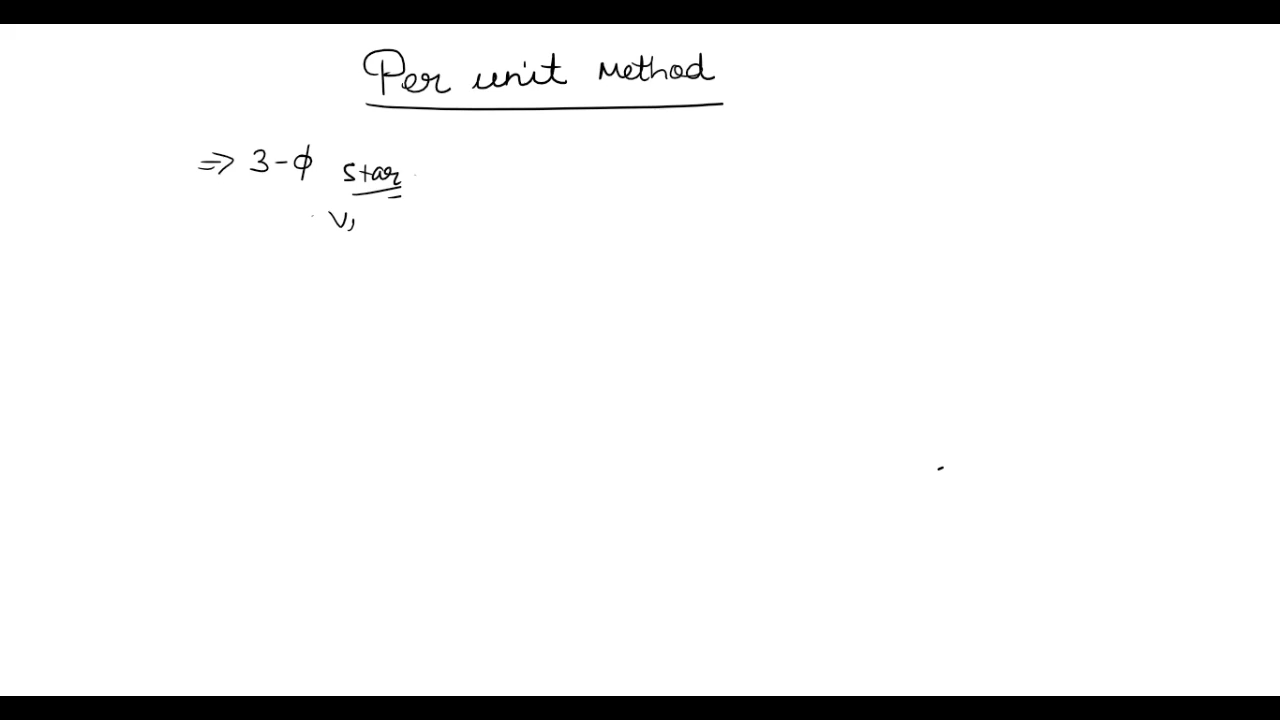 Per unit Method
⇒ 3-ϕ Star
V,